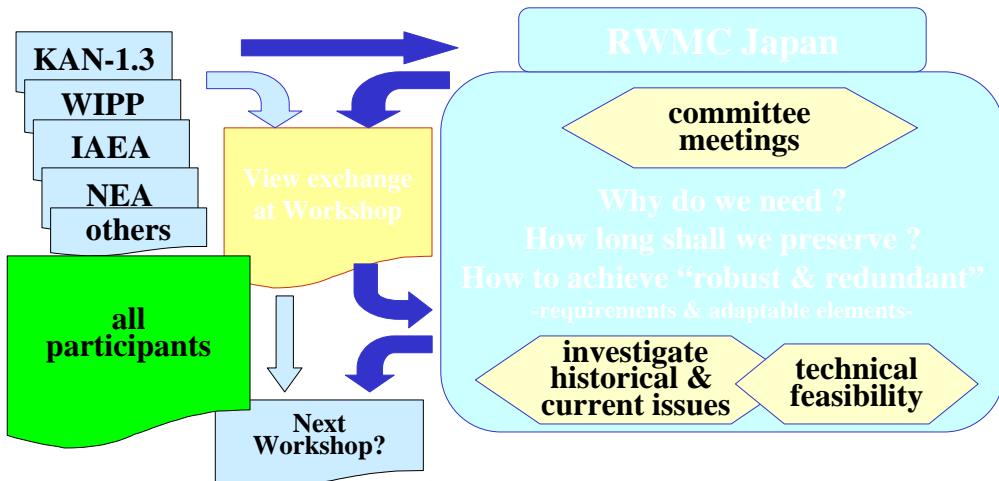 KAN-1.3
WIPP
IAEA
NEA
others
all
participants
View exchange
at Workshop
Next
Workshop?
RWMC Japan
committee
meetings
Why do we need ?
How long shall we preserve ?
How to achieve “robust & redundant”
-requirements & adaptable elements-
investigate
historical &
current issues
technical
feasibility